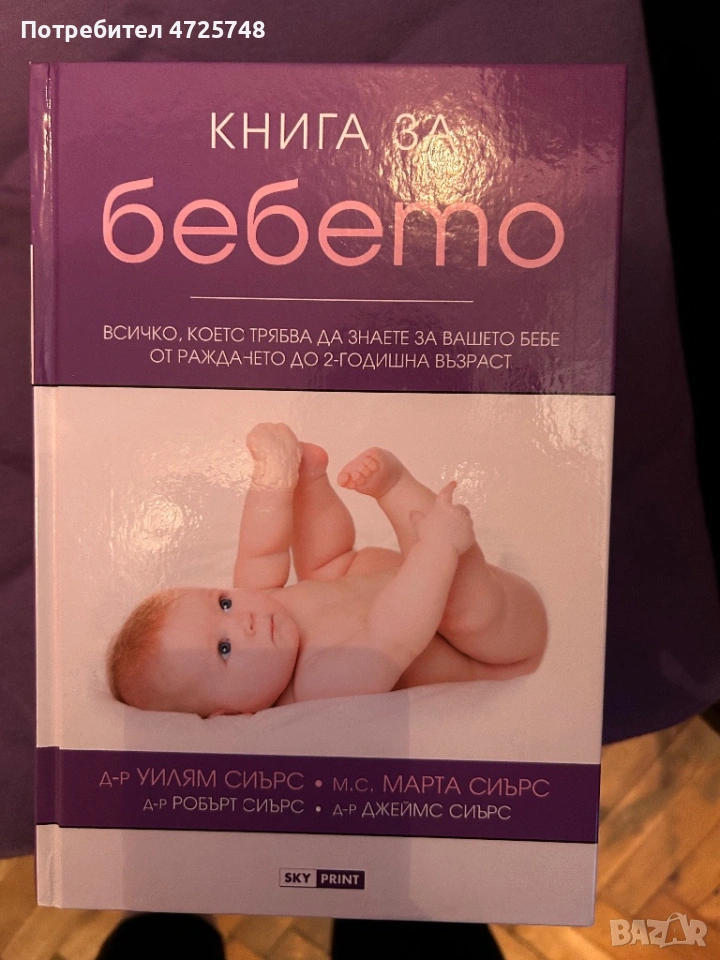 Потребител 4725748
КНИГА ЗА
бебето
ВСИЧКО, КОЕТО ТРЯБВА ДА ЗНАЕТЕ ЗА ВАШЕТО БЕБЕ
ОТ РАЖДАНЕТО ДО 2-ГОДИШНА ВЪЗРАСТ
Д-Р УИЛЯМ СИЪРС • М.С. МАРТА СИЪРС
Д-Р РОБЪРТ СИЪРС • Д-Р ДЖЕЙМС СИЪРС
SKY PRINT
BAZAR